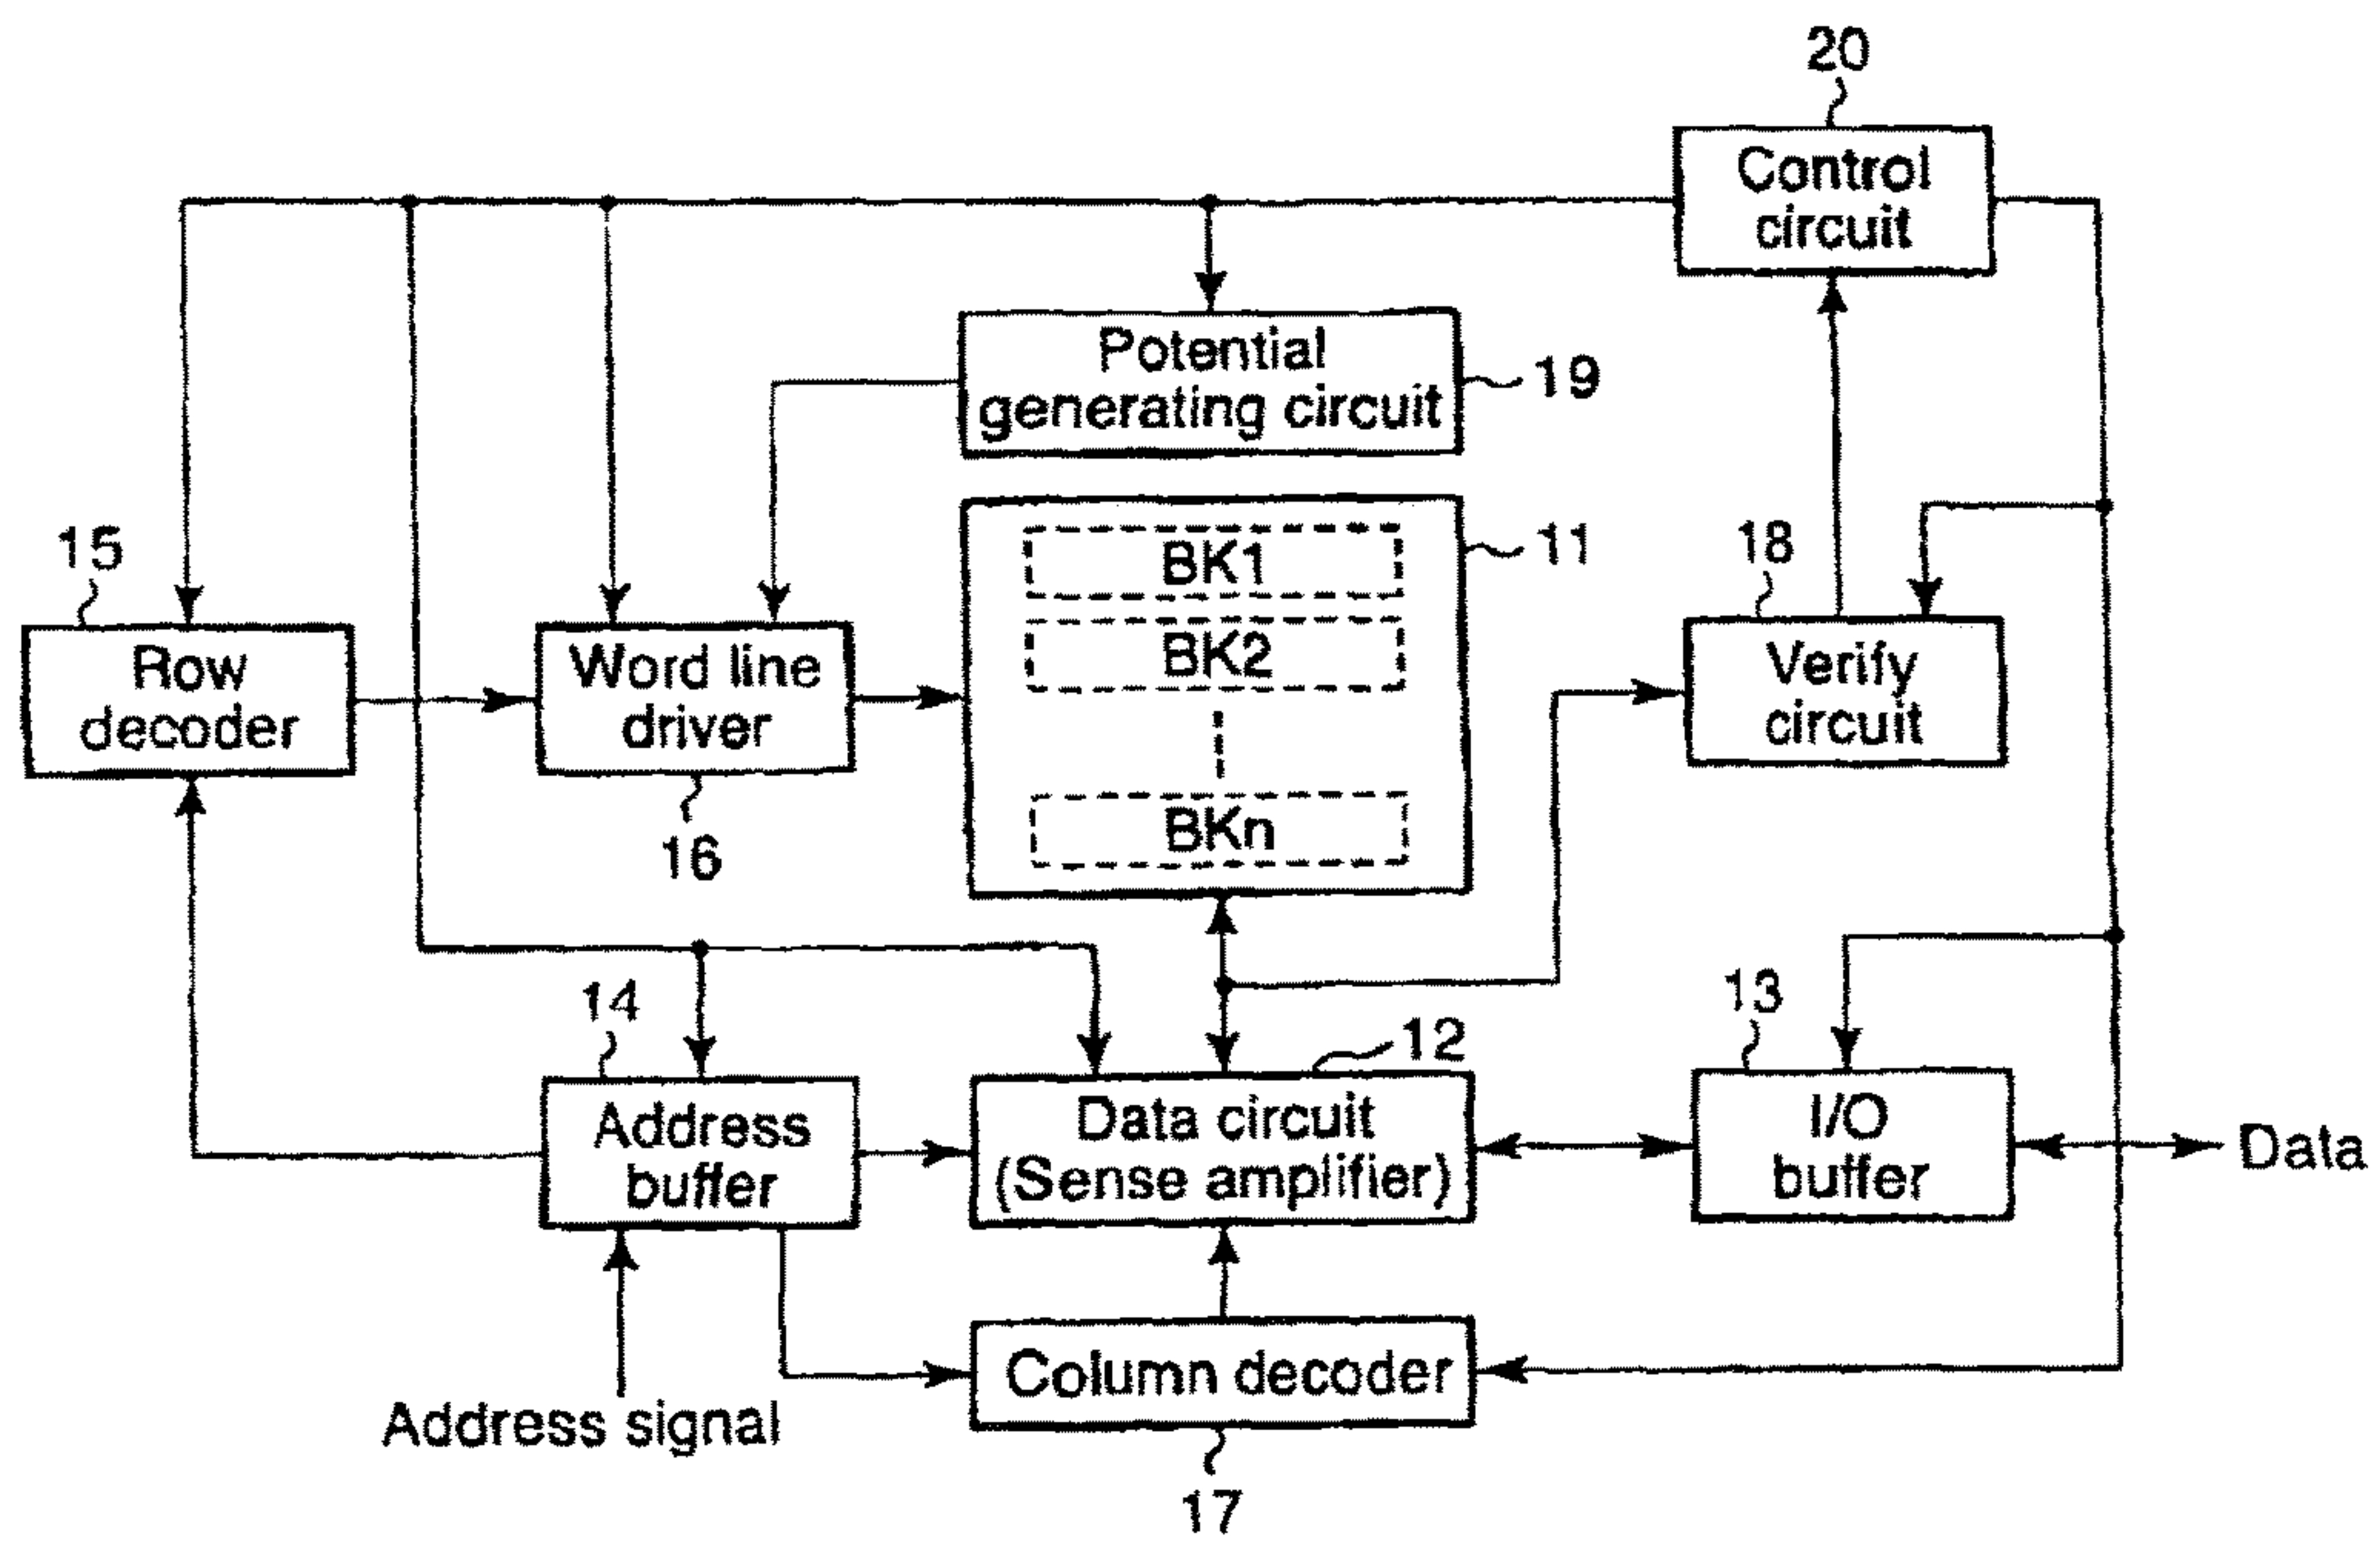 20
Control
circuit
Potential
generating circuit
19
15
BK1
11
18
Row
decoder
Word line
driver
BK2
Verify
circuit
16
BKn
14
12
13
Address
buffer
Data circuit
(Sense amplifier)
I/O
buffer
Data
Column decoder
Address signal
17